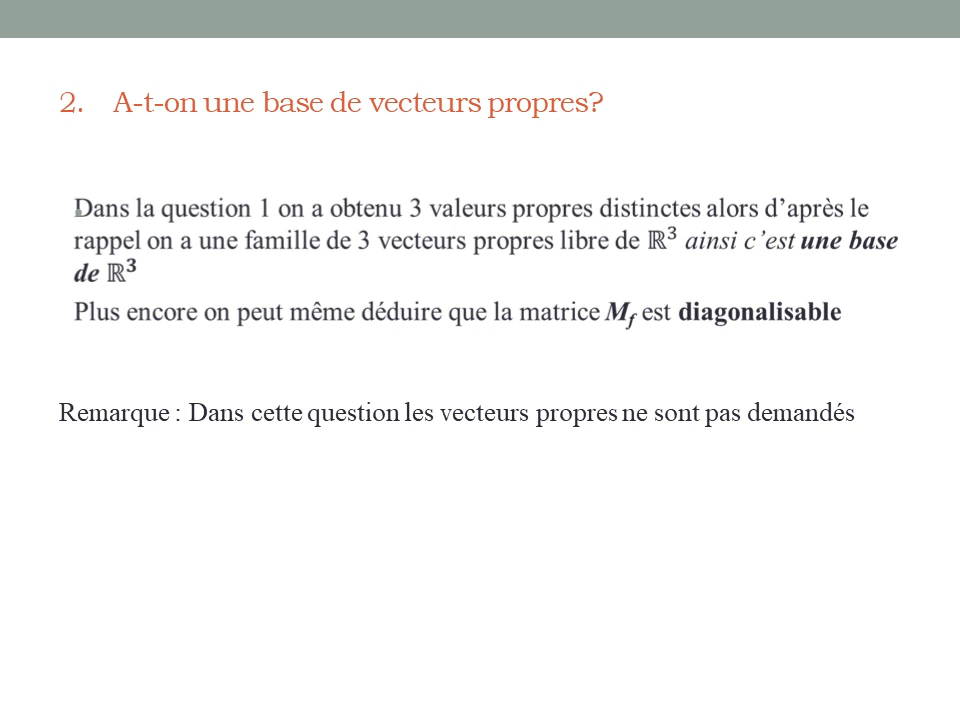 2. A-t-on une base de vecteurs propres?
Dans la question 1 on a obtenu 3 valeurs propres distinctes alors d’après le
rappel on a une famille de 3 vecteurs propres libre de ℝ³ ainsi c’est une base
de ℝ³
Plus encore on peut même déduire que la matrice M_f est diagonalisable
Remarque : Dans cette question les vecteurs propres ne sont pas demandés